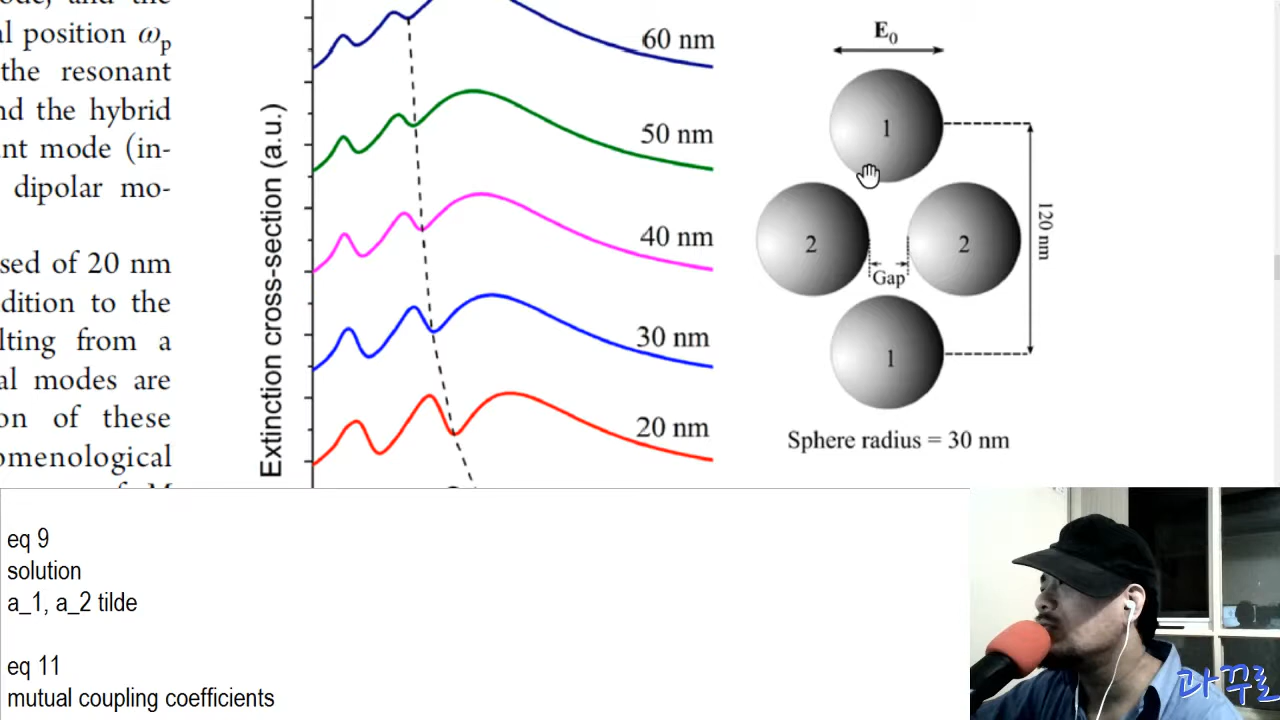 ode, and the
al position ωp
the resonant
nd the hybrid
nt mode (in-
dipolar mo-
sed of 20 nm
dition to the
lting from a
al modes are
on of these
omenological
Extinction cross-section (a.u.)
60 nm
50 nm
40 nm
30 nm
20 nm
E0
1
2
2
Gap
1
120 nm
Sphere radius = 30 nm
eq 9
solution
a_1, a_2 tilde
eq 11
mutual coupling coefficients
과꾸로